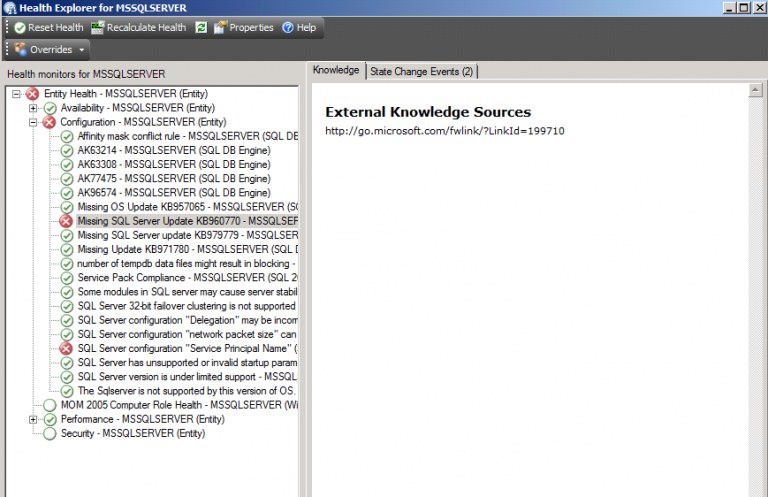 Health Explorer for MSSQLSERVER
Reset Health Recalculate Health Properties Help
Overrides
Health monitors for MSSQLSERVER
Entity Health - MSSQLSERVER (Entity)
Availability - MSSQLSERVER (Entity)
Configuration - MSSQLSERVER (Entity)
Affinity mask conflict rule - MSSQLSERVER (SQL DB
AK63214 - MSSQLSERVER (SQL DB Engine)
AK63308 - MSSQLSERVER (SQL DB Engine)
AK77475 - MSSQLSERVER (SQL DB Engine)
AK96574 - MSSQLSERVER (SQL DB Engine)
Missing OS Update KB957065 - MSSQLSERVER (SQ
Missing SQL Server Update KB960770 - MSSQLSERV
Missing SQL Server update KB979779 - MSSQLSERV
Missing Update KB971780 - MSSQLSERVER (SQL D
number of tempdb data files might result in blocking -
Service Pack Compliance - MSSQLSERVER (SQL 20
Some modules in SQL server may cause server stabil
SQL Server 32-bit failover clustering is not supported
SQL Server configuration "Delegation" may be incorr
SQL Server configuration "network packet size" can
SQL Server configuration "Service Principal Name" (
SQL Server has unsupported or invalid startup param
SQL Server version is under limited support - MSSQL
The Sqlserver is not supported by this version of OS.
MOM 2005 Computer Role Health - MSSQLSERVER (Wi
Performance - MSSQLSERVER (Entity)
Security - MSSQLSERVER (Entity)
Knowledge State Change Events (2)
External Knowledge Sources
http://go.microsoft.com/fwlink/?LinkId=199710